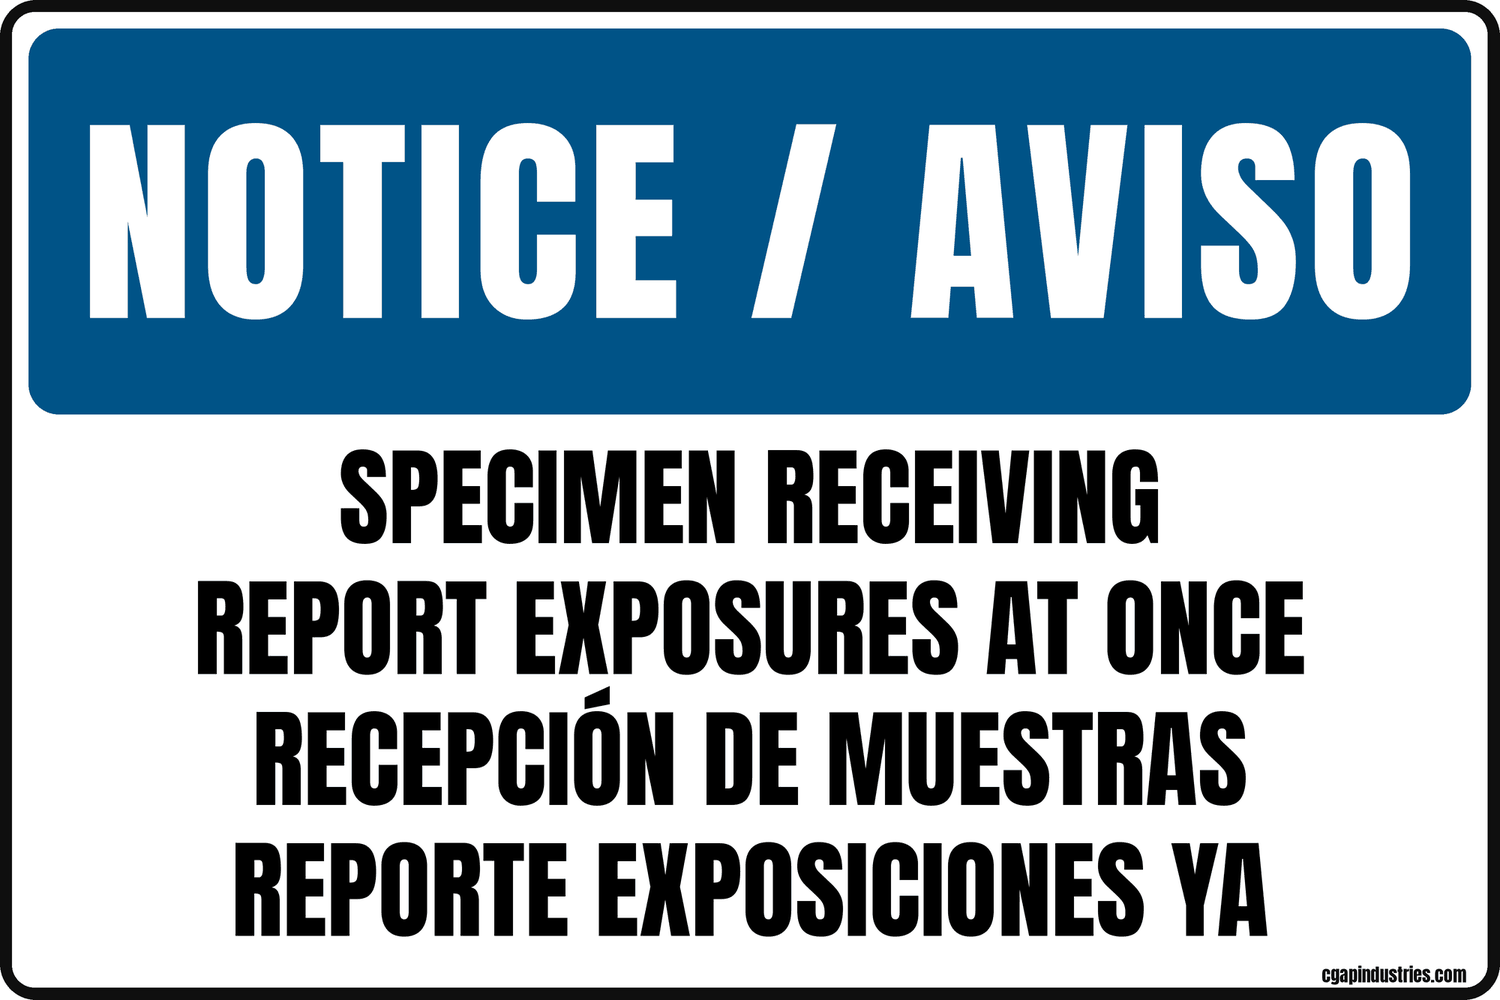 NOTICE / AVISO
SPECIMEN RECEIVING
REPORT EXPOSURES AT ONCE
RECEPCIÓN DE MUESTRAS
REPORTE EXPOSICIONES YA
cgapindustries.com